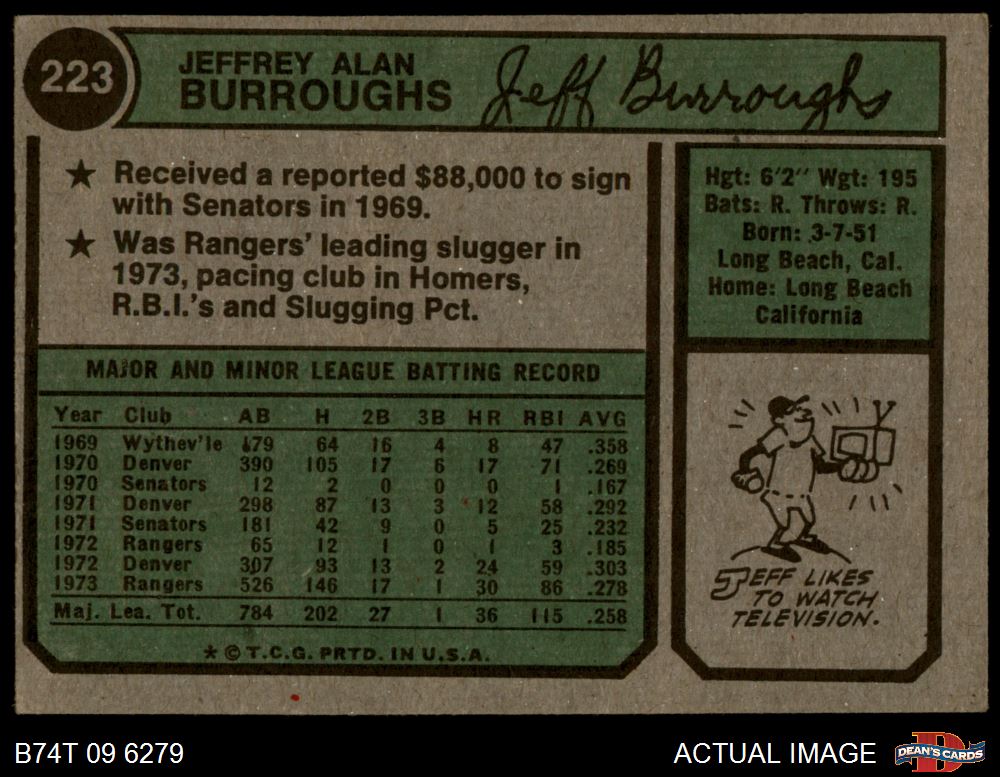 223
JEFFREY ALAN
BURROUGHS
Jeff Burroughs
★ Received a reported $88,000 to sign
with Senators in 1969.
★ Was Rangers' leading slugger in
1973, pacing club in Homers,
R.B.I.'s and Slugging Pct.
Hgt: 6'2" Wgt: 195
Bats: R. Throws: R.
Born: 3-7-51
Long Beach, Cal.
Home: Long Beach
California
MAJOR AND MINOR LEAGUE BATTING RECORD
Year Club AB H 2B 3B HR RBI AVG
1969 Wythev'le 179 64 16 4 8 47 .358
1970 Denver 390 105 17 6 17 71 .269
1970 Senators 12 2 0 0 0 1 .167
1971 Denver 298 87 13 3 12 58 .292
1971 Senators 181 42 9 0 5 25 .232
1972 Rangers 65 12 1 0 1 3 .185
1972 Denver 307 93 13 2 24 59 .303
1973 Rangers 526 146 17 1 30 86 .278
Maj. Lea. Tot. 784 202 27 1 36 115 .258
* © T.C.G. PRTD. IN U.S.A.
JEFF LIKES
TO WATCH
TELEVISION.
B74T 09 6279
ACTUAL IMAGE
D
DEAN'S CARDS